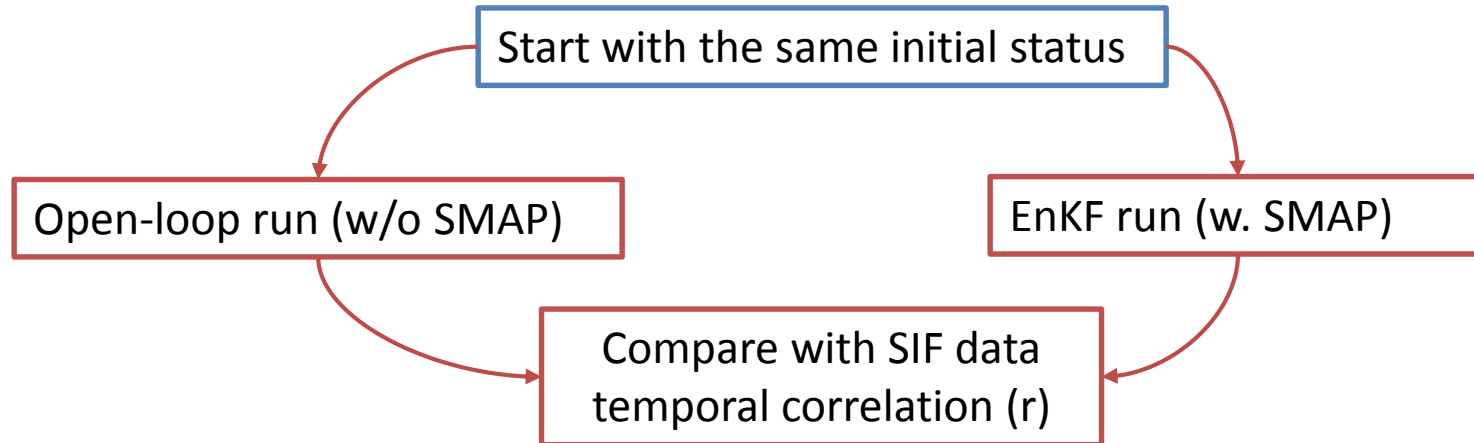 Start with the same initial status
Open-loop run (w/o SMAP)
EnKF run (w. SMAP)
Compare with SIF data
temporal correlation (r)